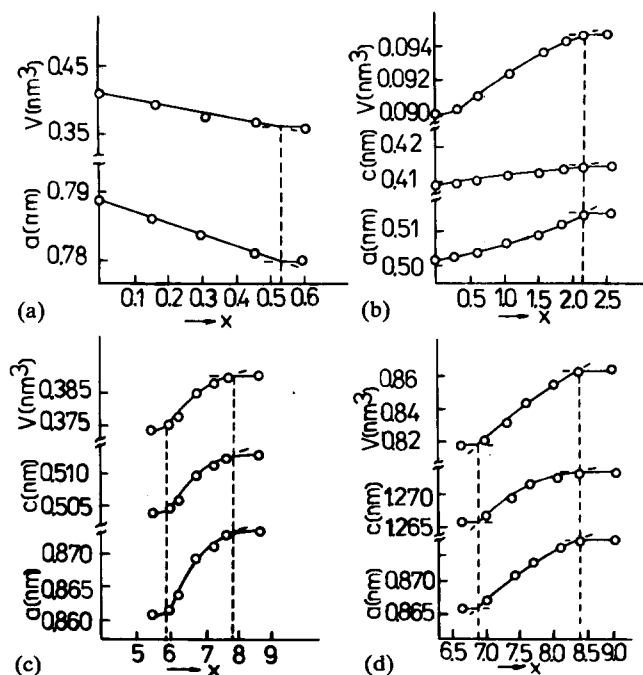 V(nm³)
0.45
0.35
a(nm)
0.79
0.78
0.1 0.2 0.3 0.4 0.5 0.6
(a)
→ x
V(nm³)
0.094
0.092
0.090
c(nm)
0.42
0.41
a(nm)
0.51
0.50
0.5 1.0 1.5 2.0 2.5
(b)
→ x
V(nm³)
0.385
0.375
c(nm)
0.513
0.505
a(nm)
0.870
0.865
0.860
5 6 7 8 9
(c)
→ x
V(nm³)
0.86
0.84
0.82
c(nm)
1.270
1.265
a(nm)
0.870
0.865
6.5 7.0 7.5 8.0 8.5 9.0
(d)
→ x